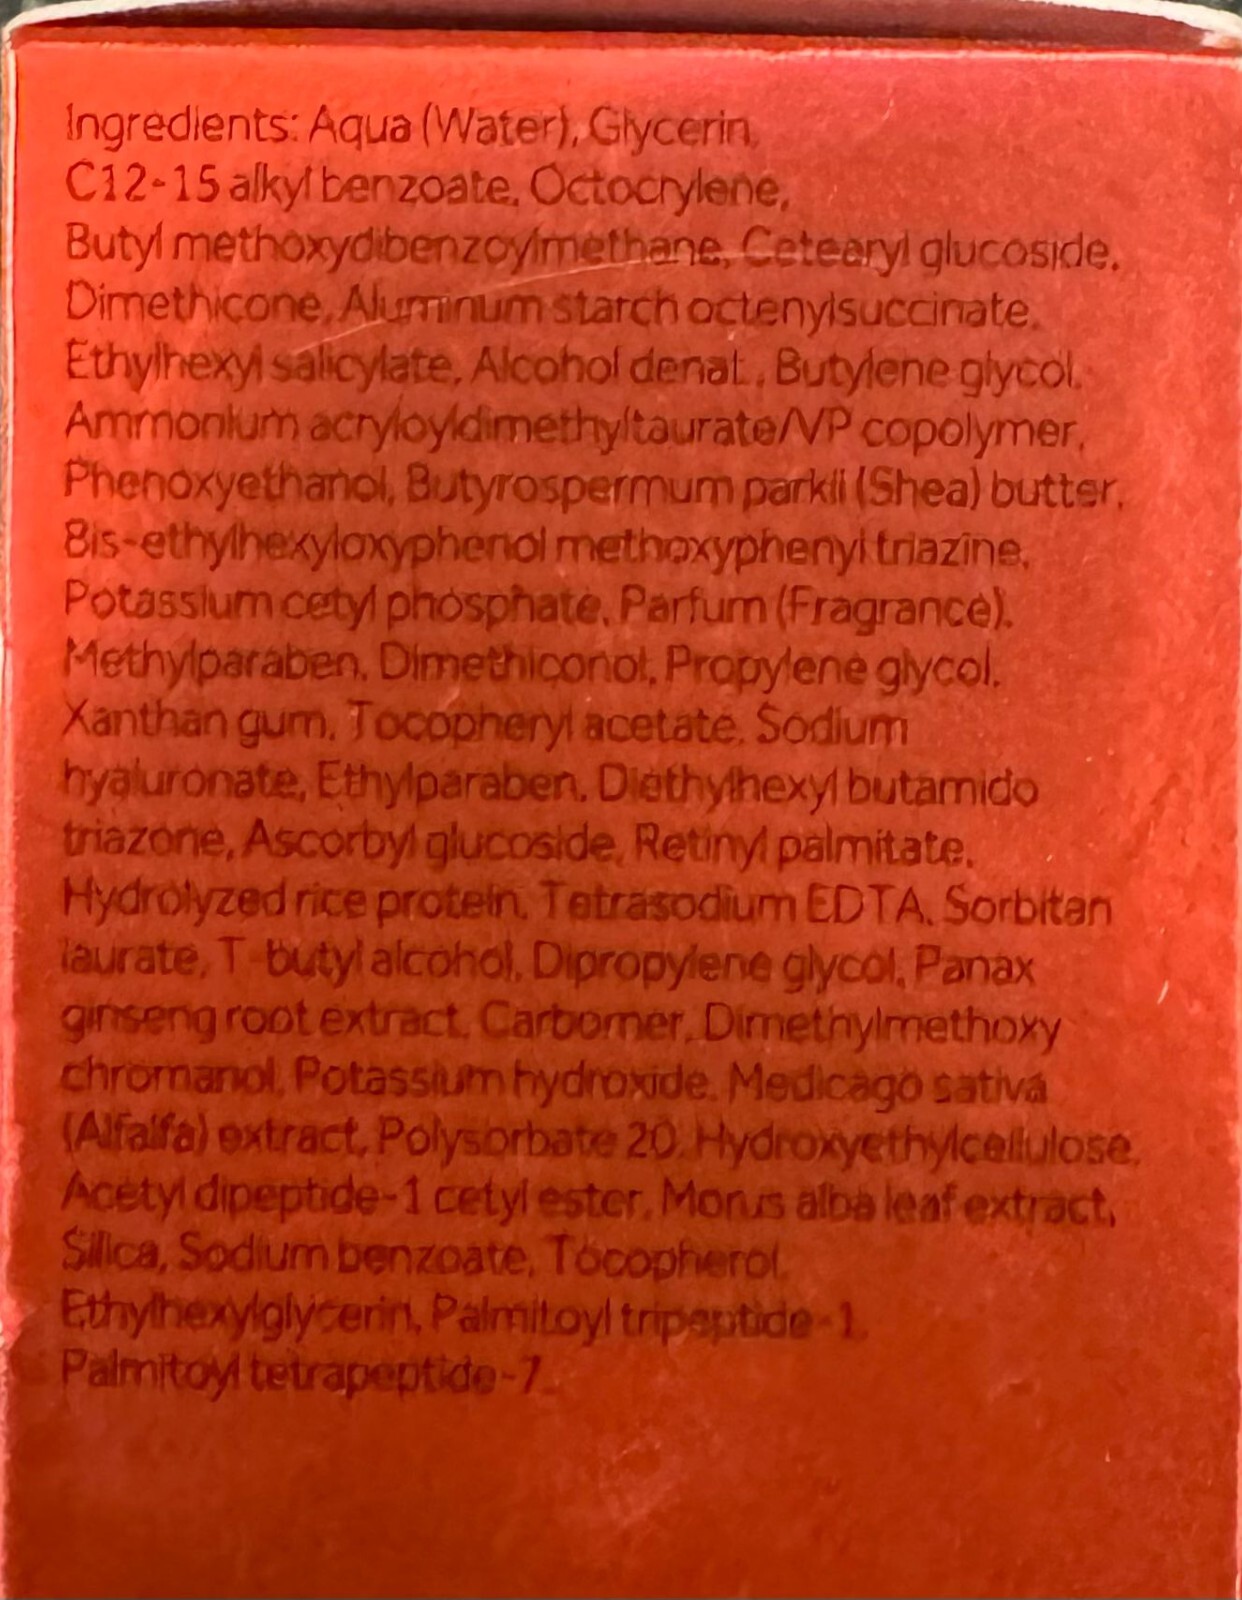 Ingredients: Aqua (Water), Glycerin,
C12-15 alkyl benzoate, Octocrylene,
Butyl methoxydibenzoylmethane, Cetearyl glucoside,
Dimethicone, Aluminum starch octenylsuccinate,
Ethylhexyl salicylate, Alcohol denat., Butylene glycol,
Ammonium acryloyldimethyltaurate/VP copolymer,
Phenoxyethanol, Butyrospermum parkii (Shea) butter,
Bis-ethylhexyloxyphenol methoxyphenyl triazine,
Potassium cetyl phosphate, Parfum (Fragrance),
Methylparaben, Dimethiconol, Propylene glycol,
Xanthan gum, Tocopheryl acetate, Sodium
hyaluronate, Ethylparaben, Diethylhexyl butamido
triazone, Ascorbyl glucoside, Retinyl palmitate,
Hydrolyzed rice protein, Tetrasodium EDTA, Sorbitan
laurate, T-butyl alcohol, Dipropylene glycol, Panax
ginseng root extract, Carbomer, Dimethylmethoxy
chromanol, Potassium hydroxide, Medicago sativa
(Alfalfa) extract, Polysorbate 20, Hydroxyethylcellulose,
Acetyl dipeptide-1 cetyl ester, Morus alba leaf extract,
Silica, Sodium benzoate, Tocopherol,
Ethylhexylglycerin, Palmitoyl tripeptide-1,
Palmitoyl tetrapeptide-7.